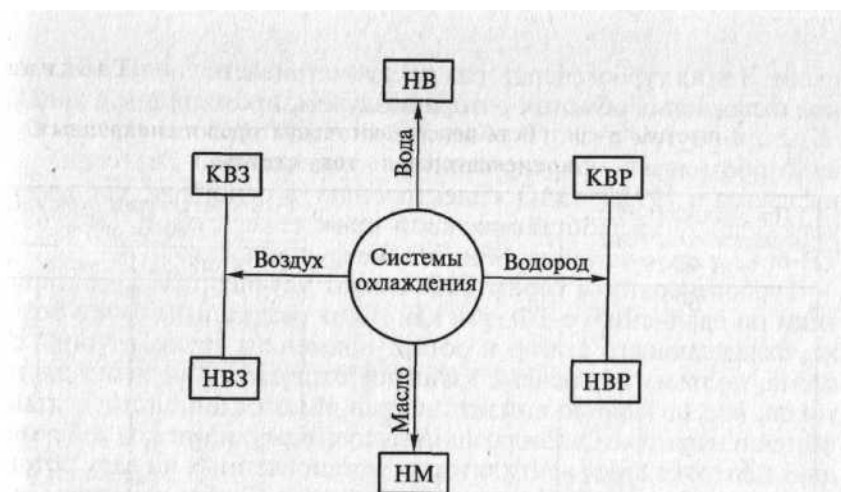 НВ
Вода
КВЗ
КВР
Воздух
Системы
охлаждения
Водород
НВЗ
НВР
Масло
НМ